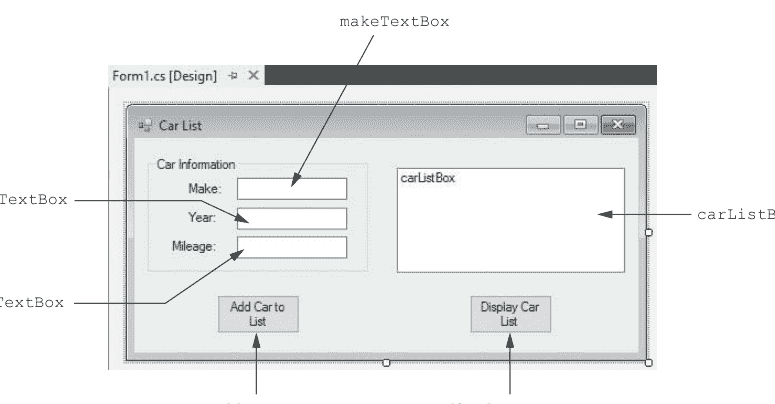 makeTextBox
Form1.cs [Design]
Car List
Car Information
Make:
carListBox
TextBox
Year:
carListB
Mileage:
TextBox
Add Car to
List
Display Car
List